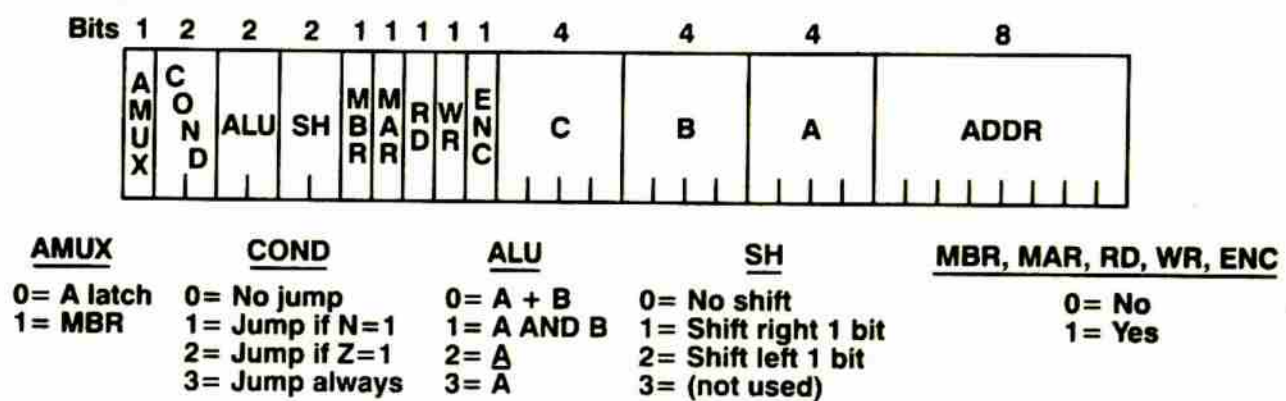 Bits 1 2 2 2 1 1 1 1 1 4 4 4 8
AMUX COND ALU SH MBR MAR RD WR ENC C B A ADDR
AMUX
0= A latch
1= MBR
COND
0= No jump
1= Jump if N=1
2= Jump if Z=1
3= Jump always
ALU
0= A + B
1= A AND B
2= A
3= A
SH
0= No shift
1= Shift right 1 bit
2= Shift left 1 bit
3= (not used)
MBR, MAR, RD, WR, ENC
0= No
1= Yes